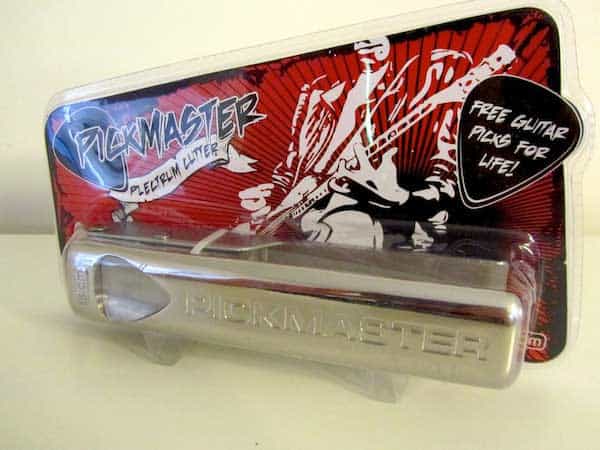 PICKMASTER
PLECTRUM CUTTER
FREE GUITAR
PICKS FOR
LIFE!
PICKMASTER